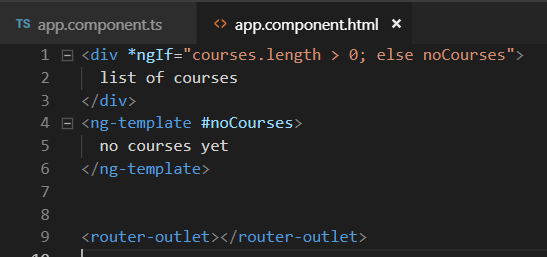 TS app.component.ts <> app.component.html ×
1 <div *ngIf="courses.length > 0; else noCourses">
2 list of courses
3 </div>
4 <ng-template #noCourses>
5 no courses yet
6 </ng-template>
7
8
9 <router-outlet></router-outlet>
10